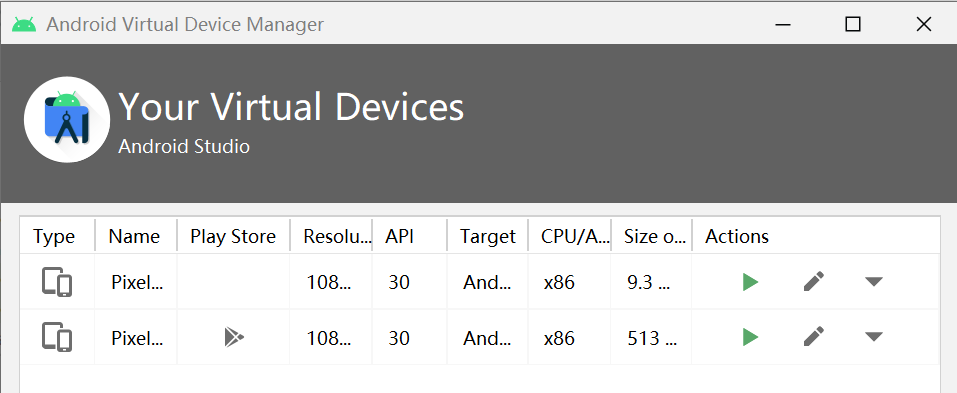 Android Virtual Device Manager
Your Virtual Devices
Android Studio
Type Name Play Store Resolu... API Target CPU/A... Size o... Actions
Pixel... 108... 30 And... x86 9.3 ...
Pixel... 108... 30 And... x86 513 ...